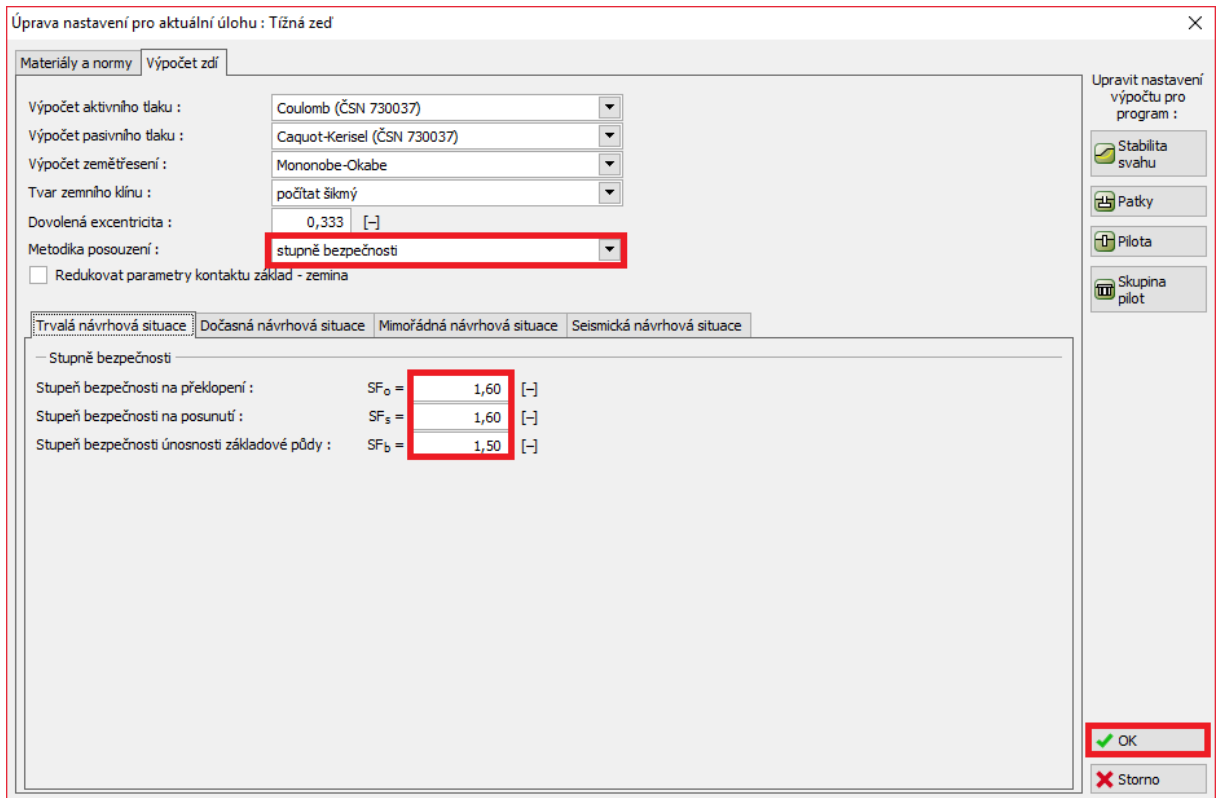 Úprava nastavení pro aktuální úlohu : Tížná zeď
Materiály a normy Výpočet zdí
Výpočet aktivního tlaku : Coulomb (ČSN 730037)
Výpočet pasivního tlaku : Caquot-Kerisel (ČSN 730037)
Výpočet zemětřesení : Mononobe-Okabe
Tvar zemního klínu : počítat šikmý
Dovolená excentricita : 0,333 [–]
Metodika posouzení : stupně bezpečnosti
Redukovat parametry kontaktu základ - zemina
Trvalá návrhová situace Dočasná návrhová situace Mimořádná návrhová situace Seismická návrhová situace
Stupně bezpečnosti
Stupeň bezpečnosti na překlopení : SFo = 1,60 [–]
Stupeň bezpečnosti na posunutí : SFs = 1,60 [–]
Stupeň bezpečnosti únosnosti základové půdy : SFb = 1,50 [–]
Upravit nastavení
výpočtu pro
program :
Stabilita
svahu
Patky
Pilota
Skupina
pilot
OK
Storno